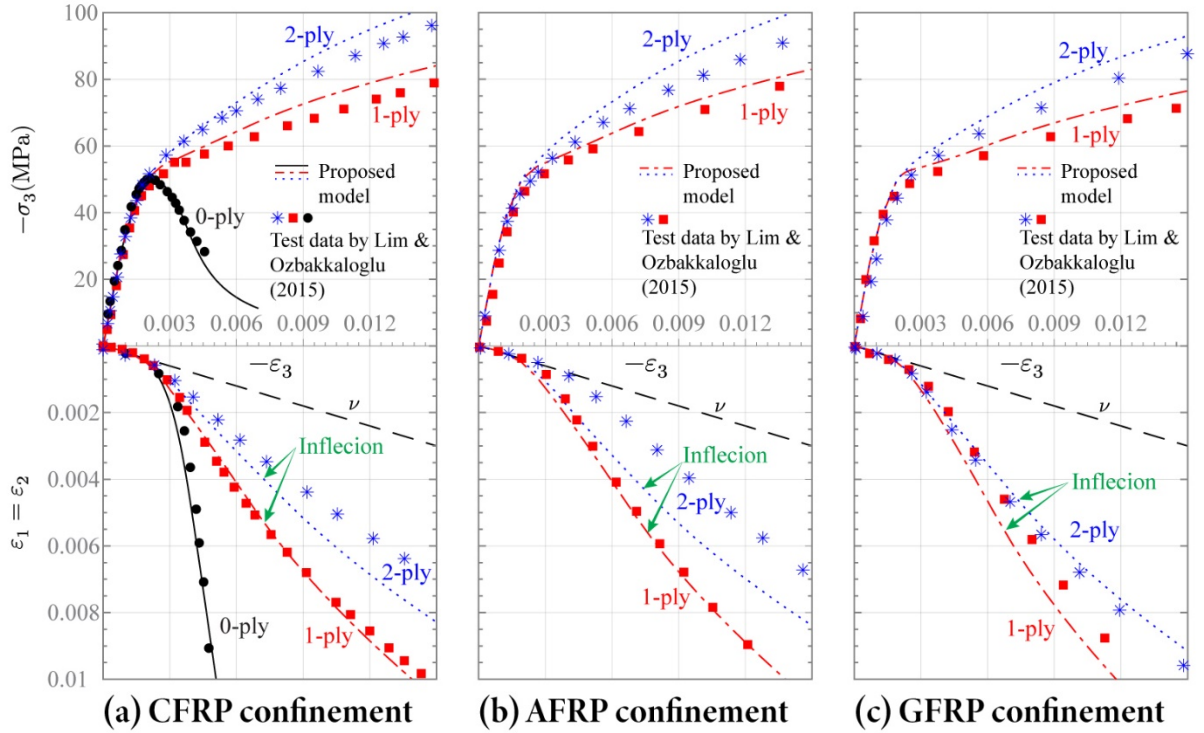 100
80
60
40
20
−σ₃(MPa)
2-ply
1-ply
0-ply
Proposed
model
Test data by Lim &
Ozbakkaloglu
(2015)
0.003 0.006 0.009 0.012
−ε₃
ν
0.002
0.004
0.006
0.008
0.01
ε₁ = ε₂
Inflecion
2-ply
1-ply
0-ply
(a) CFRP confinement
2-ply
1-ply
Proposed
model
Test data by Lim &
Ozbakkaloglu
(2015)
0.003 0.006 0.009 0.012
−ε₃
ν
Inflecion
2-ply
1-ply
(b) AFRP confinement
2-ply
1-ply
Proposed
model
Test data by Lim &
Ozbakkaloglu
(2015)
0.003 0.006 0.009 0.012
−ε₃
ν
Inflecion
2-ply
1-ply
(c) GFRP confinement